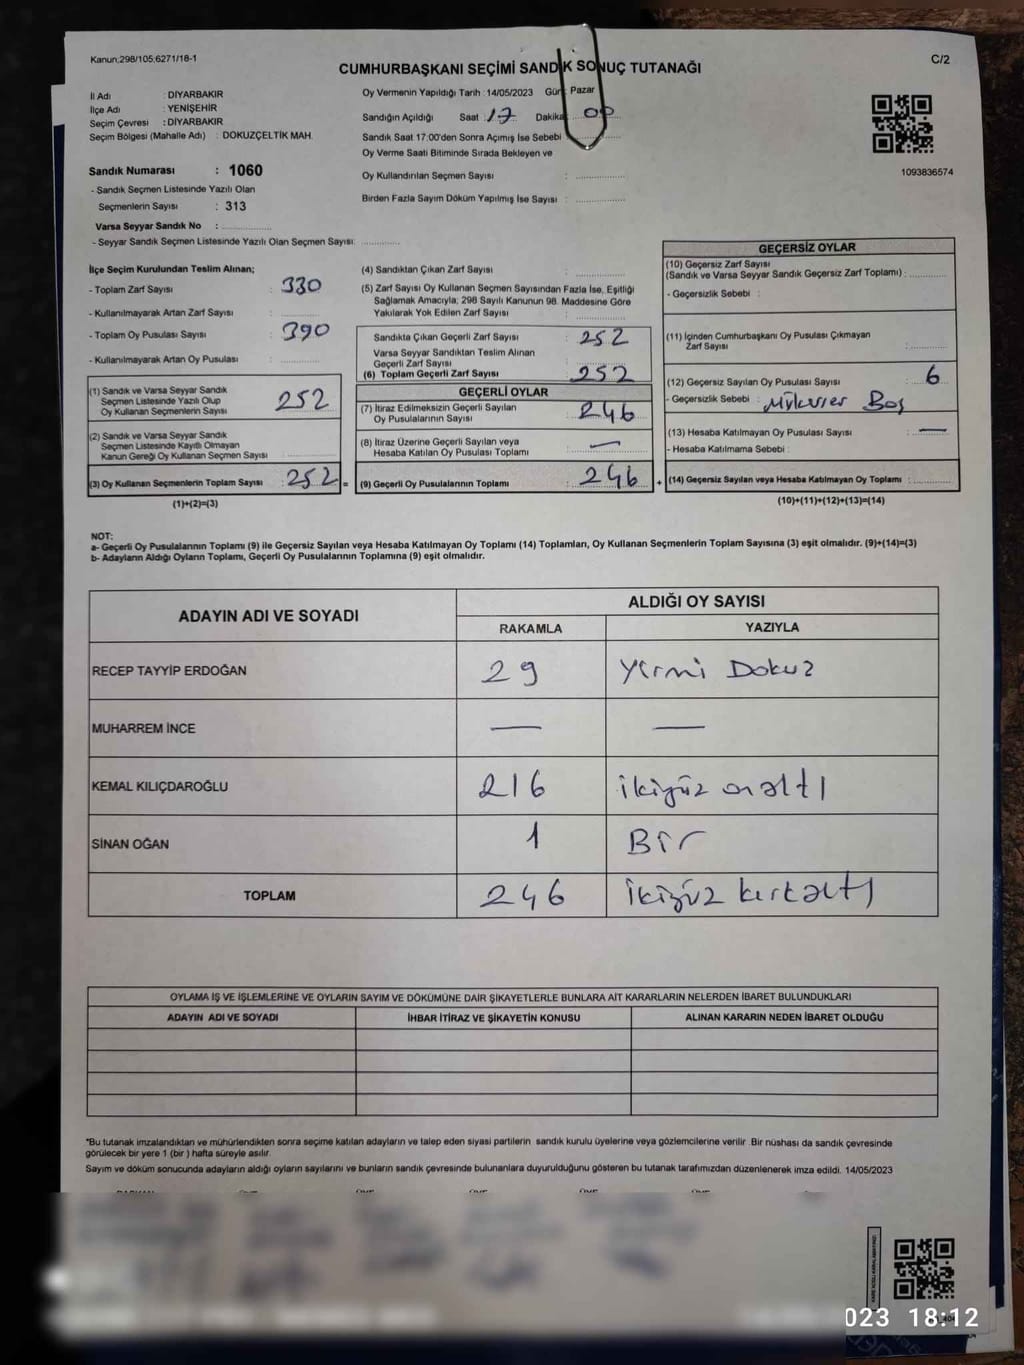 Kanun;298/105;6271/18-1
C/2
CUMHURBAŞKANI SEÇİMİ SANDIK SONUÇ TUTANAĞI
İl Adı : DİYARBAKIR
İlçe Adı : YENİŞEHİR
Seçim Çevresi : DİYARBAKIR
Seçim Bölgesi (Mahalle Adı) : DOKUZÇELTİK MAH.
Oy Vermenin Yapıldığı Tarih : 14/05/2023 Gün: Pazar
Sandığın Açıldığı Saat : 17 Dakika 00
Sandık Saat 17:00'den Sonra Açımış İse Sebebi
Oy Verme Saati Bitiminde Sırada Bekleyen ve
Oy Kullandırılan Seçmen Sayısı :
Birden Fazla Sayım Döküm Yapılmış İse Sayısı :
1093836574
Sandık Numarası : 1060
- Sandık Seçmen Listesinde Yazılı Olan
Seçmenlerin Sayısı : 313
Varsa Seyyar Sandık No :
- Seyyar Sandık Seçmen Listesinde Yazılı Olan Seçmen Sayısı:
İlçe Seçim Kurulundan Teslim Alınan;
- Toplam Zarf Sayısı : 330
- Kullanılmayarak Artan Zarf Sayısı :
- Toplam Oy Pusulası Sayısı : 390
- Kullanılmayarak Artan Oy Pusulası :
(1) Sandık ve Varsa Seyyar Sandık
Seçmen Listesinde Yazılı Olup
Oy Kullanan Seçmenlerin Sayısı : 252
(2) Sandık ve Varsa Seyyar Sandık
Seçmen Listesinde Kayıtlı Olmayan
Kanun Gereği Oy Kullanan Seçmen Sayısı :
(3) Oy Kullanan Seçmenlerin Toplam Sayısı : 252 =
(1)+(2)=(3)
(4) Sandıktan Çıkan Zarf Sayısı :
(5) Zarf Sayısı Oy Kullanan Seçmen Sayısından Fazla İse, Eşitliği
Sağlamak Amacıyla; 298 Sayılı Kanunun 98. Maddesine Göre
Yakılarak Yok Edilen Zarf Sayısı :
Sandıkta Çıkan Geçerli Zarf Sayısı : 252
Varsa Seyyar Sandıktan Teslim Alınan
Geçerli Zarf Sayısı
(6) Toplam Geçerli Zarf Sayısı : 252
GEÇERLİ OYLAR
(7) İtiraz Edilmeksizin Geçerli Sayılan
Oy Pusulasının Sayısı : 246
(8) İtiraz Üzerine Geçerli Sayılan veya
Hesaba Katılan Oy Pusulası Toplamı : —
(9) Geçerli Oy Pusulalarının Toplamı : 246 +
GEÇERSİZ OYLAR
(10) Geçersiz Zarf Sayısı
(Sandık ve Varsa Seyyar Sandık Geçersiz Zarf Toplamı) :
- Geçersizlik Sebebi :
(11) İçinden Cumhurbaşkanı Oy Pusulası Çıkmayan
Zarf Sayısı :
(12) Geçersiz Sayılan Oy Pusulası Sayısı : 6
- Geçersizlik Sebebi : Boş
(13) Hesaba Katılmayan Oy Pusulası Sayısı : —
- Hesaba Katılmama Sebebi :
(14) Geçersiz Sayılan veya Hesaba Katılmayan Oy Toplamı :
(10)+(11)+(12)+(13)=(14)
NOT:
a- Geçerli Oy Pusulalarının Toplamı (9) ile Geçersiz Sayılan veya Hesaba Katılmayan Oy Toplamı (14) Toplamları, Oy Kullanan Seçmenlerin Toplam Sayısına (3) eşit olmalıdır. (9)+(14)=(3)
b- Adayların Aldığı Oyların Toplamı, Geçerli Oy Pusulalarının Toplamına (9) eşit olmalıdır.
ADAYIN ADI VE SOYADI ALDIĞI OY SAYISI
RAKAMLA YAZIYLA
RECEP TAYYİP ERDOĞAN 29 Yirmi Dokuz
MUHARREM İNCE — —
KEMAL KILIÇDAROĞLU 216 ikiyüz onaltı
SİNAN OĞAN 1 Bir
TOPLAM 246 ikiyüz kırkaltı
OYLAMA İŞ VE İŞLEMLERİNE VE OYLARIN SAYIM VE DÖKÜMÜNE DAİR ŞİKAYETLERLE BUNLARA AİT KARARLARIN NELERDEN İBARET BULUNDUKLARI
ADAYIN ADI VE SOYADI İHBAR İTİRAZ VE ŞİKAYETİN KONUSU ALINAN KARARIN NEDEN İBARET OLDUĞU
*Bu tutanak imzalandıktan ve mühürlendikten sonra seçime katılan adayların ve talep eden siyasi partilerin sandık kurulu üyelerine veya gözlemcilerine verilir. Bir nüshası da sandık çevresinde
görülecek bir yere 1 (bir) hafta süreyle asılır.
Sayım ve döküm sonucunda adayların aldığı oyların sayılarını ve bunların sandık çevresinde bulunanlara duyurulduğunu gösteren bu tutanak tarafımızdan düzenlenerek imza edildi. 14/05/2023
023 18:12